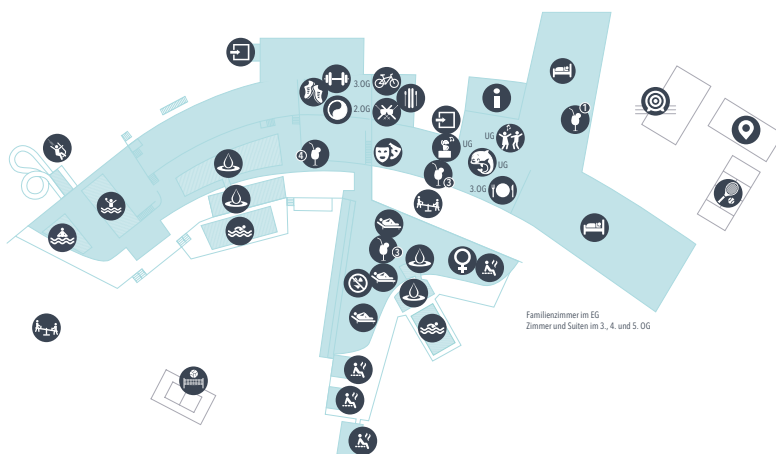 3.OG
2.OG
1
UG
UG
UG
4
3
3.OG
3
Familienzimmer im EG
Zimmer und Suiten im 3., 4. und 5. OG